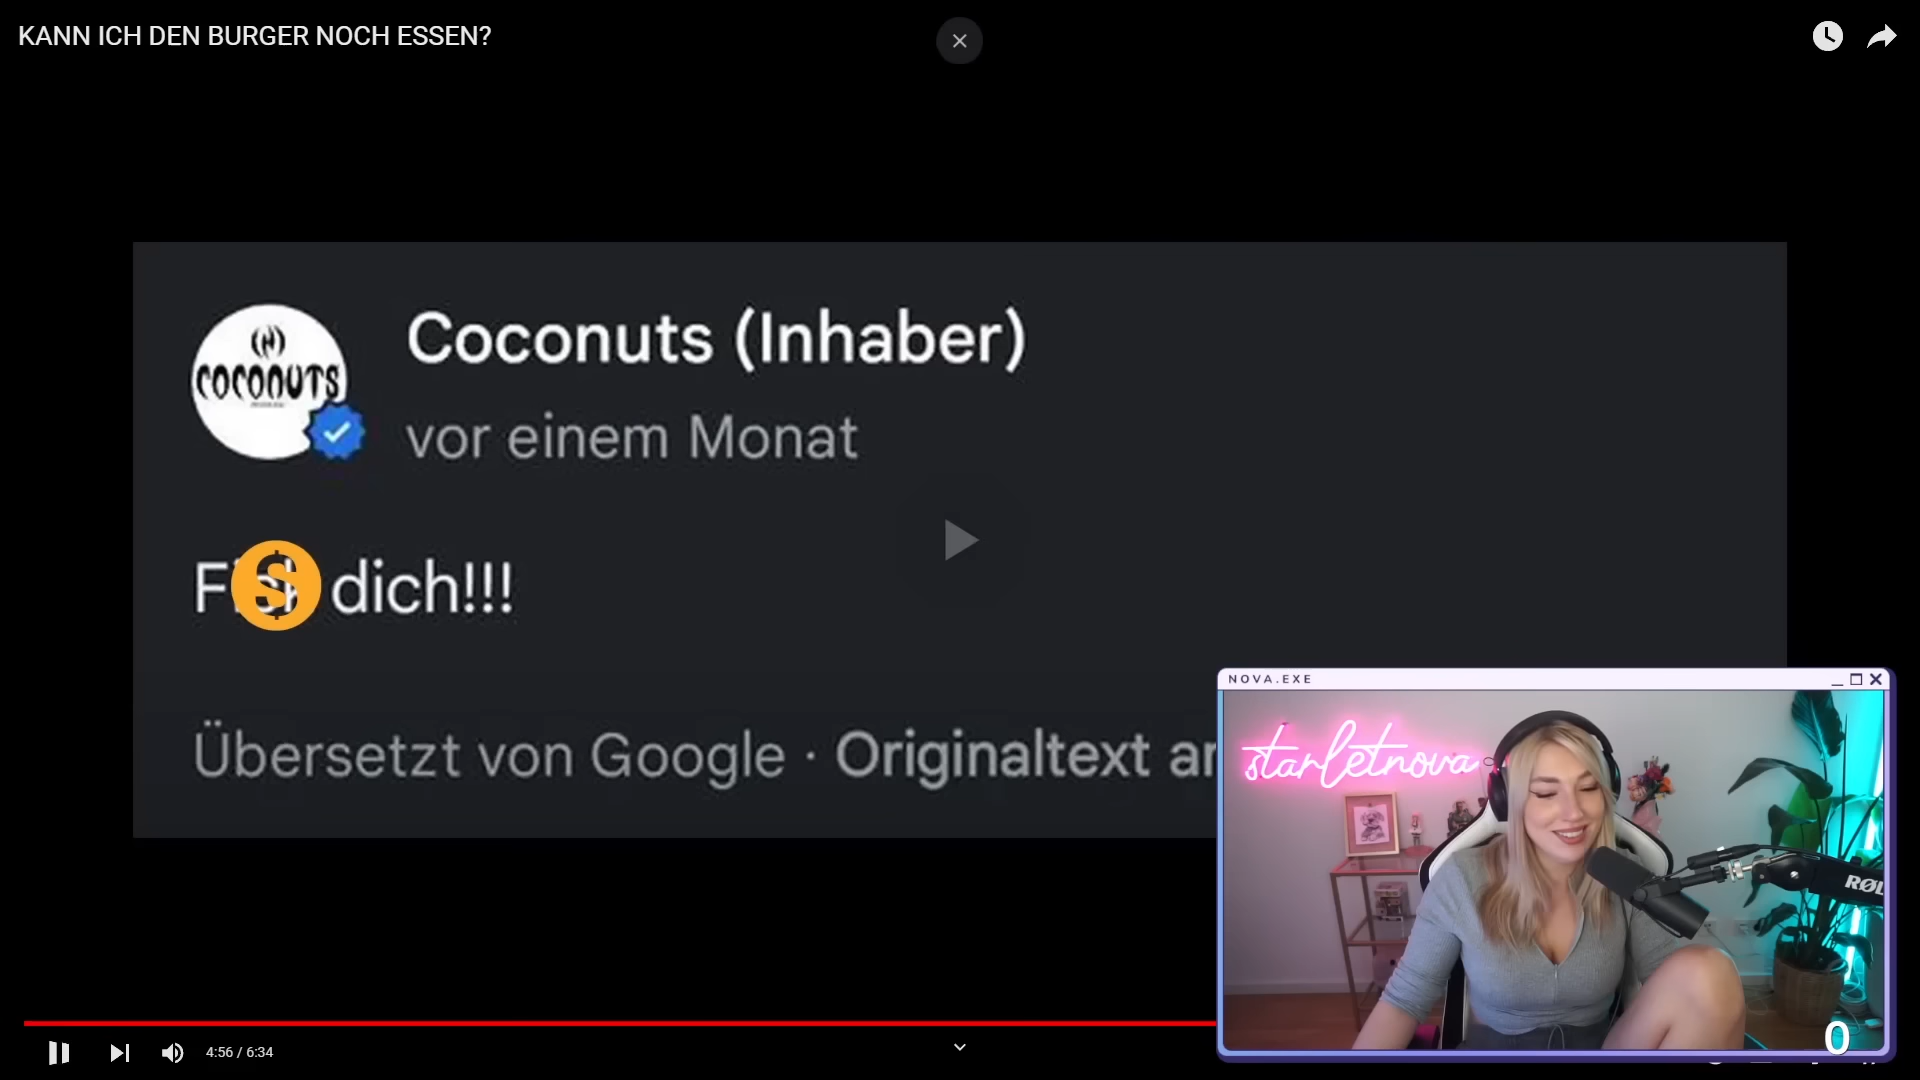 KANN ICH DEN BURGER NOCH ESSEN?
COCONUTS
Coconuts (Inhaber)
vor einem Monat
Fick dich!!!
Übersetzt von Google · Originaltext
NOVA.EXE
starletnova
RØD
0
4:56 / 6:34